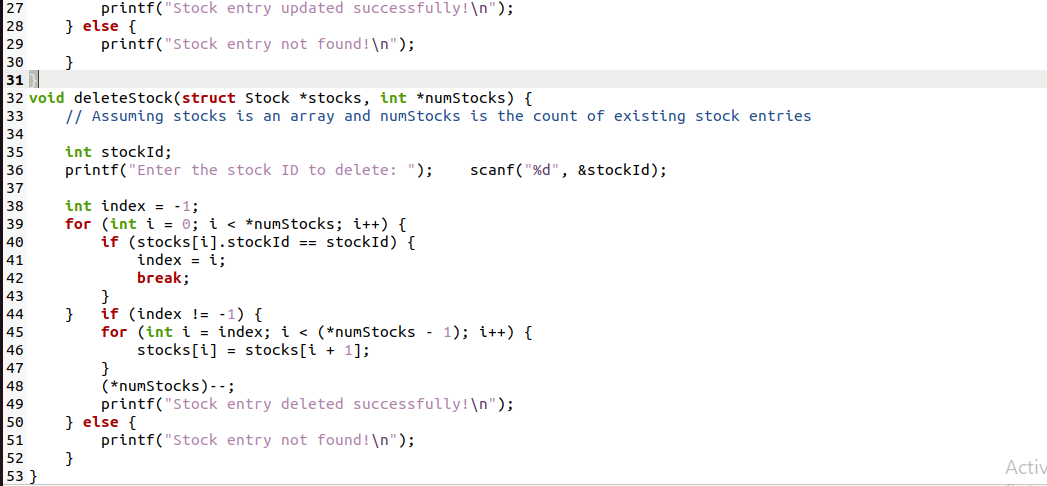 27         printf("Stock entry updated successfully!\n");
28     } else {
29         printf("Stock entry not found!\n");
30     }
31 }
32 void deleteStock(struct Stock *stocks, int *numStocks) {
33     // Assuming stocks is an array and numStocks is the count of existing stock entries
34
35     int stockId;
36     printf("Enter the stock ID to delete: ");    scanf("%d", &stockId);
37
38     int index = -1;
39     for (int i = 0; i < *numStocks; i++) {
40         if (stocks[i].stockId == stockId) {
41             index = i;
42             break;
43         }
44     }   if (index != -1) {
45         for (int i = index; i < (*numStocks - 1); i++) {
46             stocks[i] = stocks[i + 1];
47         }
48         (*numStocks)--;
49         printf("Stock entry deleted successfully!\n");
50     } else {
51         printf("Stock entry not found!\n");
52     }
Activ
53 }